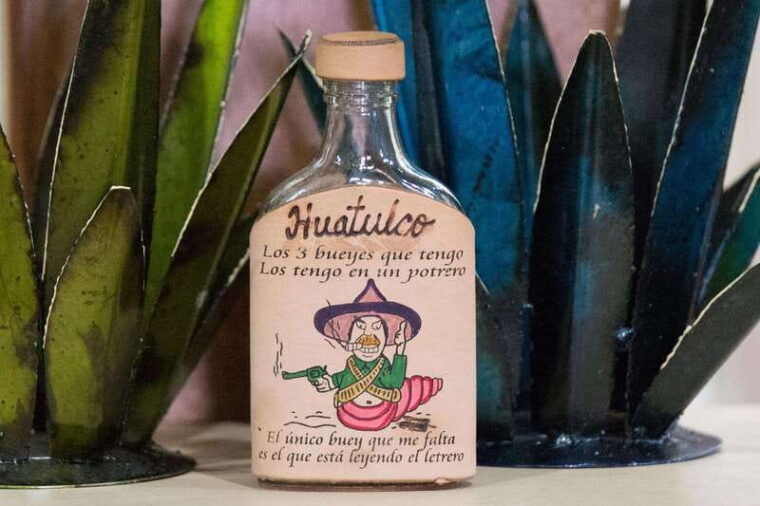 Huatulco
Los 3 bueyes que tengo
Los tengo en un potrero
El único buey que me falta
es el que está leyendo el letrero